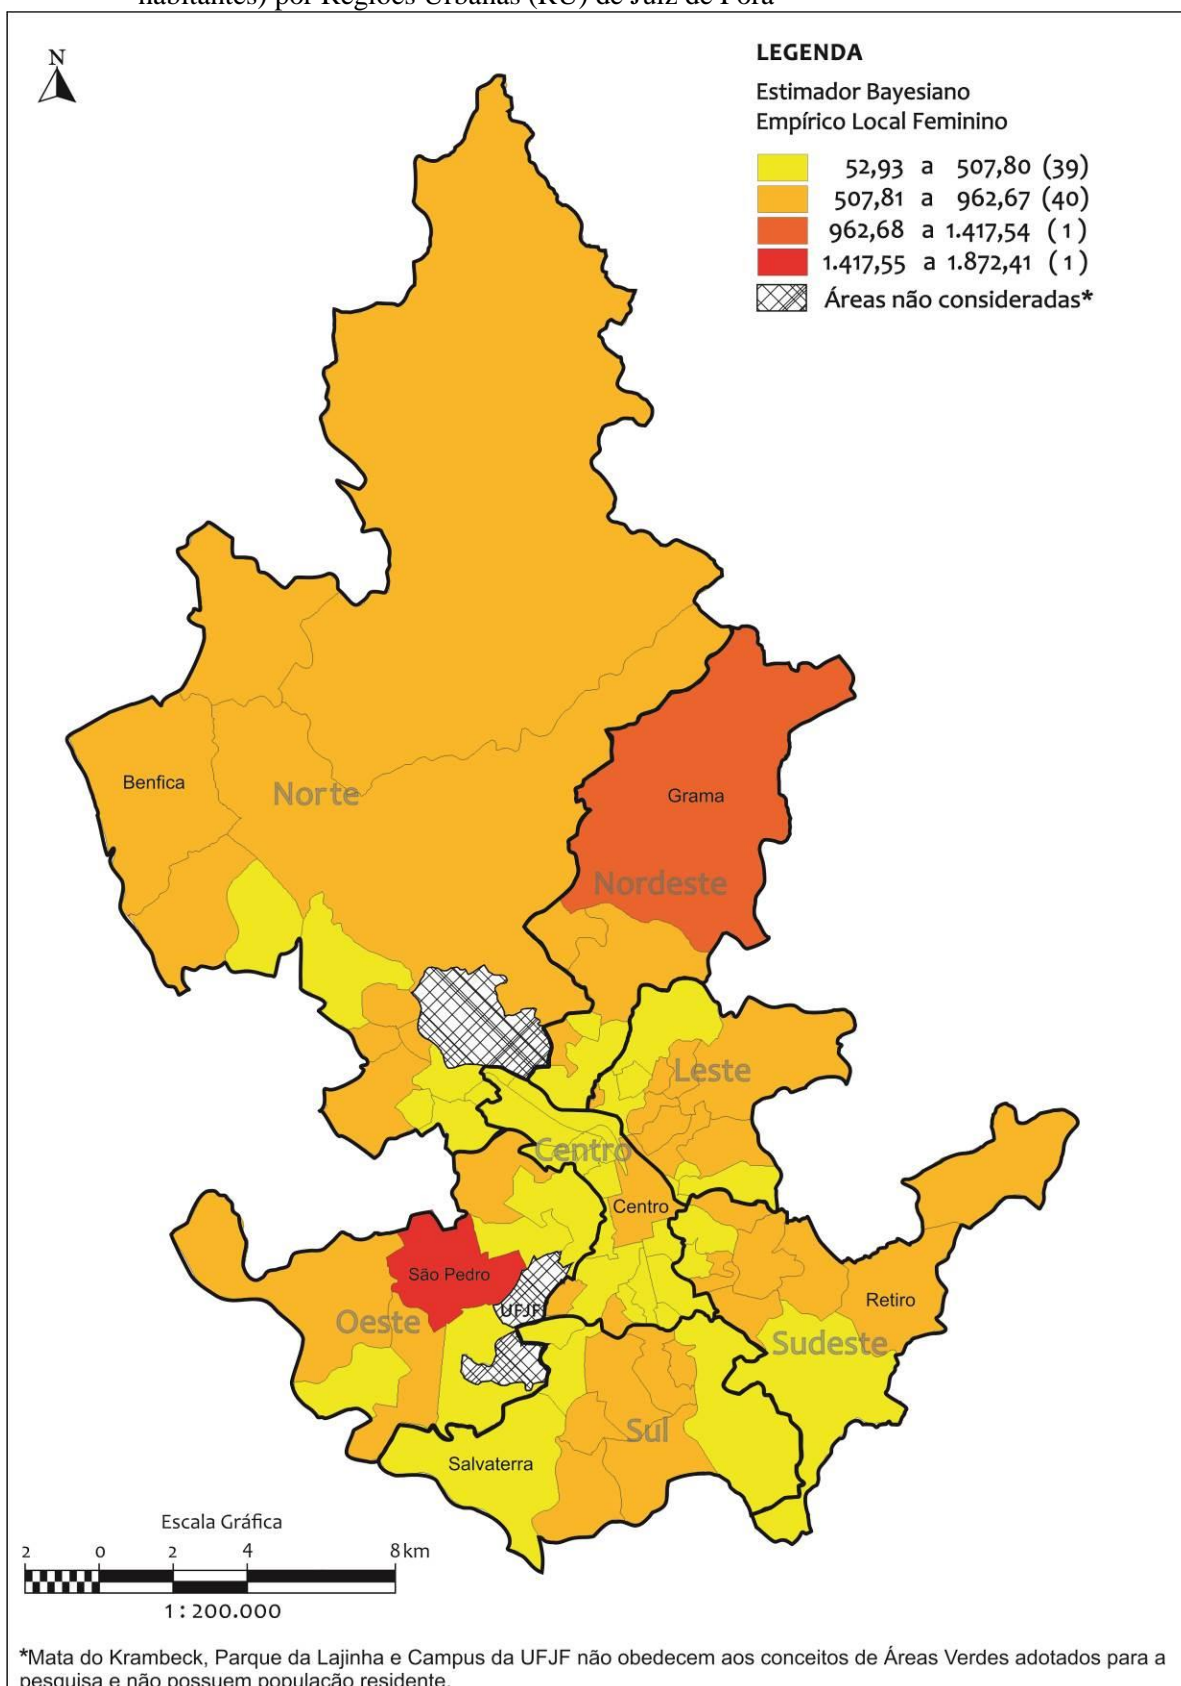 habitantes) por Regiões Urbanas (RU) de Juiz de Fora
N
LEGENDA
Estimador Bayesiano
Empírico Local Feminino
52,93 a 507,80 (39)
507,81 a 962,67 (40)
962,68 a 1.417,54 ( 1 )
1.417,55 a 1.872,41 ( 1 )
Áreas não consideradas*
Benfica
Norte
Grama
Nordeste
Leste
Centro
Centro
São Pedro
UFJF
Oeste
Retiro
Sudeste
Sul
Salvaterra
Escala Gráfica
2 0 2 4 8 km
1 : 200.000
*Mata do Krambeck, Parque da Lajinha e Campus da UFJF não obedecem aos conceitos de Áreas Verdes adotados para a
pesquisa e não possuem população residente.